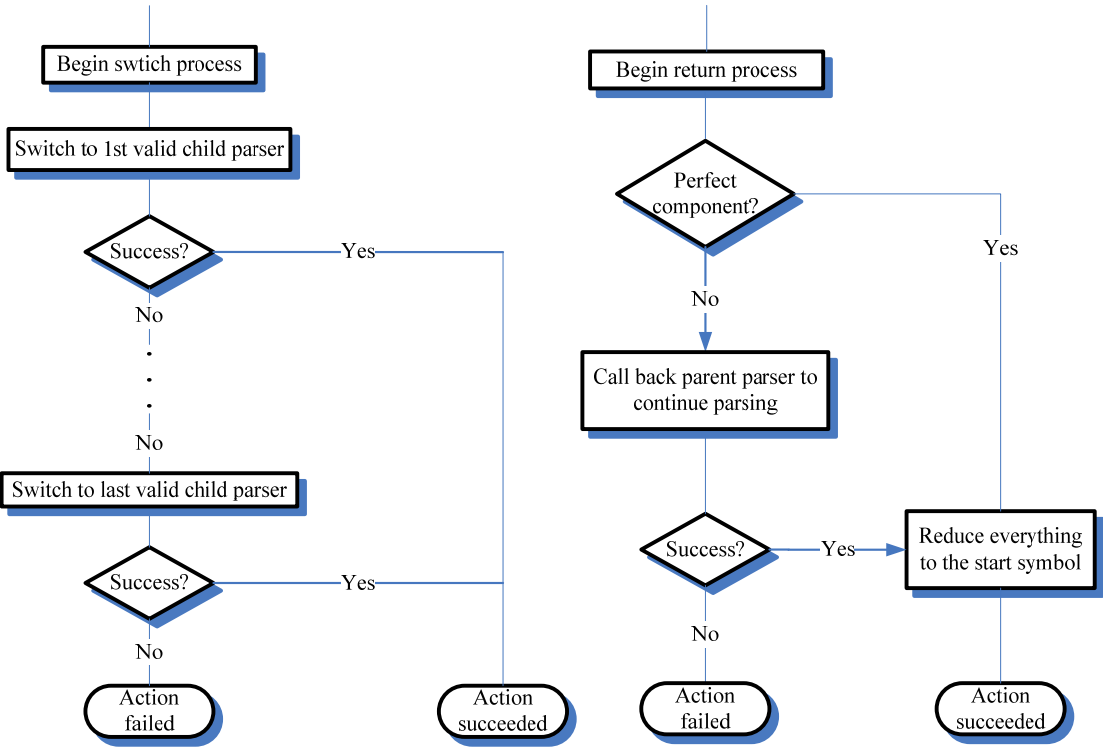 Begin swtich process
Switch to 1st valid child parser
Success?
Yes
No
No
Switch to last valid child parser
Success?
Yes
No
Action
failed
Action
succeeded
Begin return process
Perfect
component?
Yes
No
Call back parent parser to
continue parsing
Success?
Yes
Reduce everything
to the start symbol
No
Action
failed
Action
succeeded